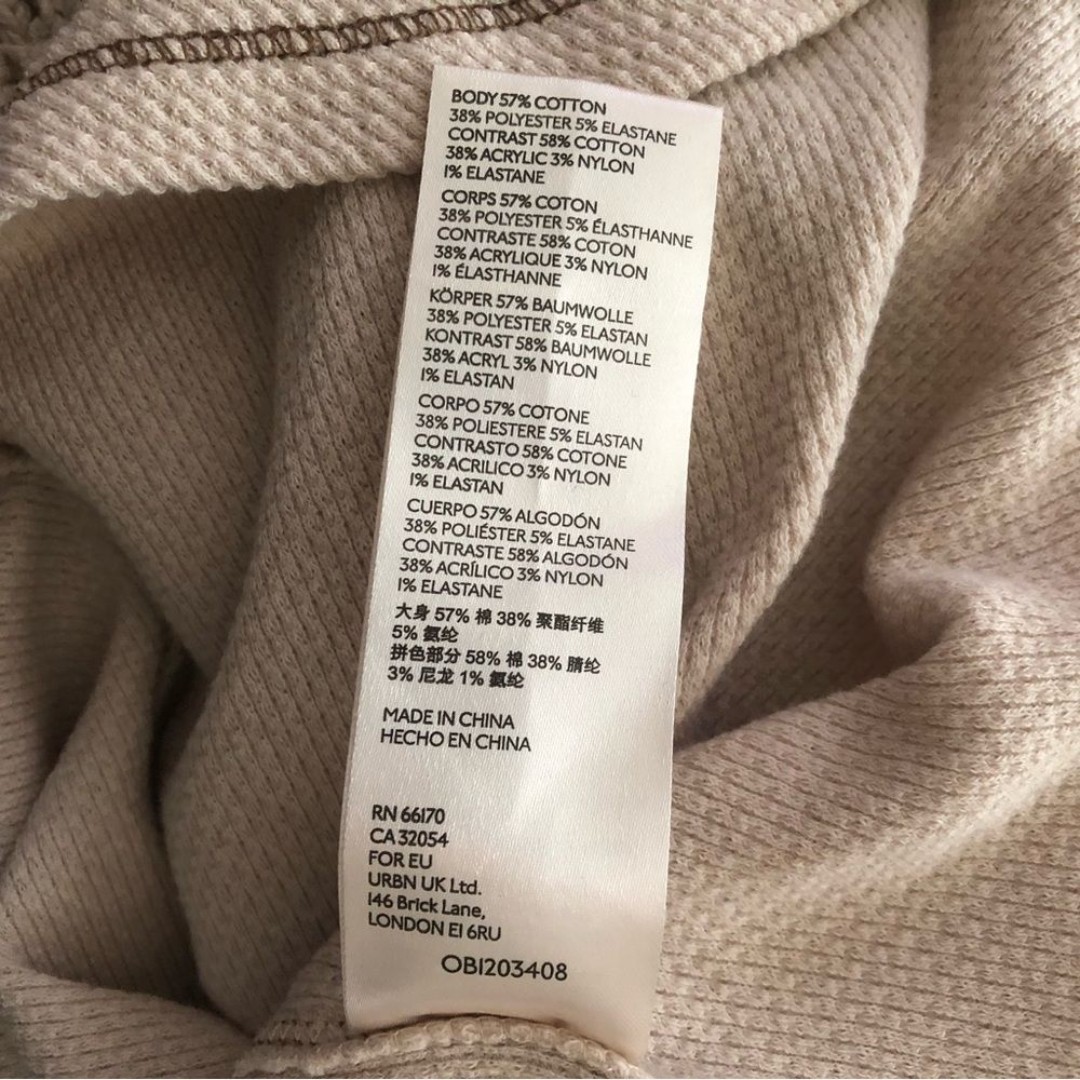 BODY 57% COTTON
38% POLYESTER 5% ELASTANE
CONTRAST 58% COTTON
38% ACRYLIC 3% NYLON
1% ELASTANE
CORPS 57% COTON
38% POLYESTER 5% ÉLASTHANNE
CONTRASTE 58% COTON
38% ACRYLIQUE 3% NYLON
1% ÉLASTHANNE
KÖRPER 57% BAUMWOLLE
38% POLYESTER 5% ELASTAN
KONTRAST 58% BAUMWOLLE
38% ACRYL 3% NYLON
1% ELASTAN
CORPO 57% COTONE
38% POLIESTERE 5% ELASTAN
CONTRASTO 58% COTONE
38% ACRILICO 3% NYLON
1% ELASTAN
CUERPO 57% ALGODÓN
38% POLIÉSTER 5% ELASTANE
CONTRASTE 58% ALGODÓN
38% ACRÍLICO 3% NYLON
1% ELASTANE
大身 57% 棉 38% 聚酯纤维
5% 氨纶
拼色部分 58% 棉 38% 腈纶
3% 尼龙 1% 氨纶
MADE IN CHINA
HECHO EN CHINA
RN 66170
CA 32054
FOR EU
URBN UK Ltd.
146 Brick Lane,
LONDON E1 6RU
OB1203408